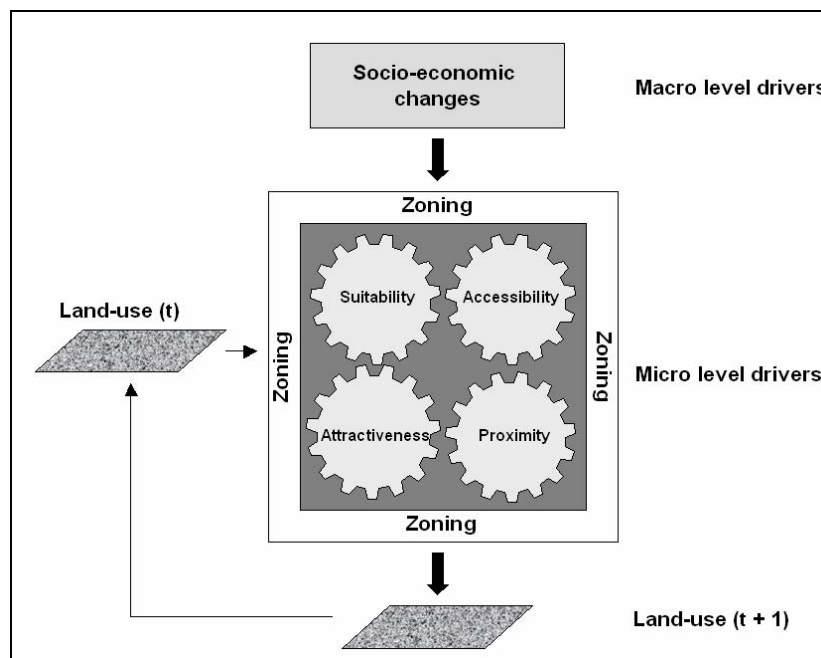 Socio-economic
changes
Macro level drivers
Zoning
Suitability
Accessibility
Land-use (t)
Zoning
Zoning
Micro level drivers
Attractiveness
Proximity
Zoning
Land-use (t + 1)